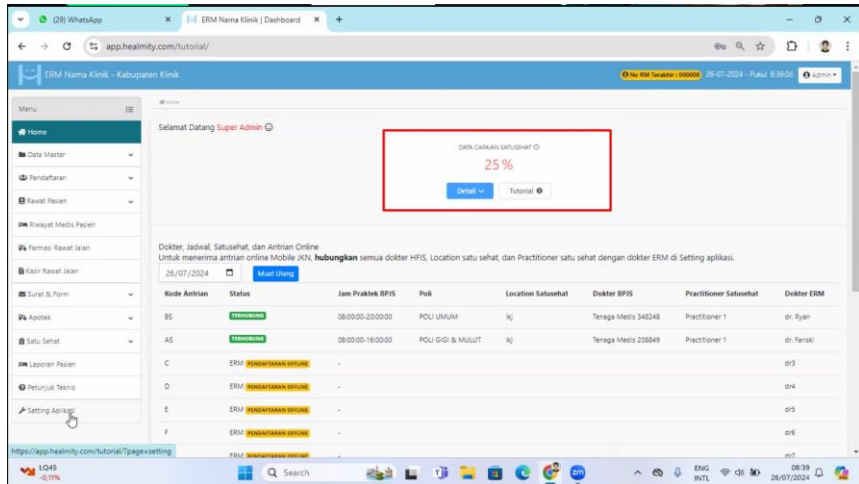 (29) WhatsApp
ERM Nama Klinik | Dashboard
app.healmity.com/tutorial/
ERM Nama Klinik - Kabupaten Klinik
No RM Terakhir : 000008
26-07-2024 - Pukul 8:39:06
Admin
Menu
Home
Home
Data Master
Pendaftaran
Rawat Pasien
Riwayat Medis Pasien
Farmasi Rawat Jalan
Kasir Rawat Jalan
Surat & Form
Apotek
Satu Sehat
Laporan Pasien
Petunjuk Teknis
Setting Aplikasi
Selamat Datang Super Admin
DATA CAPAIAN SATUSEHAT
25 %
Detail
Tutorial
Dokter, Jadwal, Satusehat, dan Antrian Online
Untuk menerima antrian online Mobile JKN, hubungkan semua dokter HFIS, Location satu sehat, dan Practitioner satu sehat dengan dokter ERM di Setting aplikasi.
26/07/2024
Muat Ulang
Kode Antrian Status Jam Praktek BPJS Poli Location Satusehat Dokter BPJS Practitioner Satusehat Dokter ERM
BS TERHUBUNG 08:00:00-20:00:00 POLI UMUM lkj Tenaga Medis 348248 Practitioner 1 dr. Ryan
AS TERHUBUNG 08:00:00-16:00:00 POLI GIGI & MULUT lkj Tenaga Medis 208849 Practitioner 1 dr. Fariski
C ERM PENDAFTARAN OFFLINE - dr3
D ERM PENDAFTARAN OFFLINE - dr4
E ERM PENDAFTARAN OFFLINE - dr5
F ERM PENDAFTARAN OFFLINE - dr6
ERM PENDAFTARAN OFFLINE dr7
https://app.healmity.com/tutorial/?page=setting
LQ45
-0,11%
Search
ENG
INTL
08:39
26/07/2024